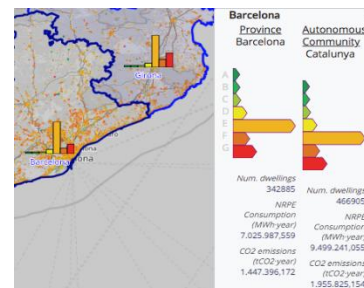 Girona
Barcelona
ona
Barcelona
Province
Barcelona
Autonomous
Community
Catalunya
A
B
C
D
E
F
G
Num. dwellings
342885
NRPE
Consumption
(MWh·year)
7.025.987,559
CO2 emissions
(tCO2·year)
1.447.396,172
Num. dwellings
466905
NRPE
Consumption
(MWh·year)
9.499.241,055
CO2 emissions
(tCO2·year)
1.955.825,154